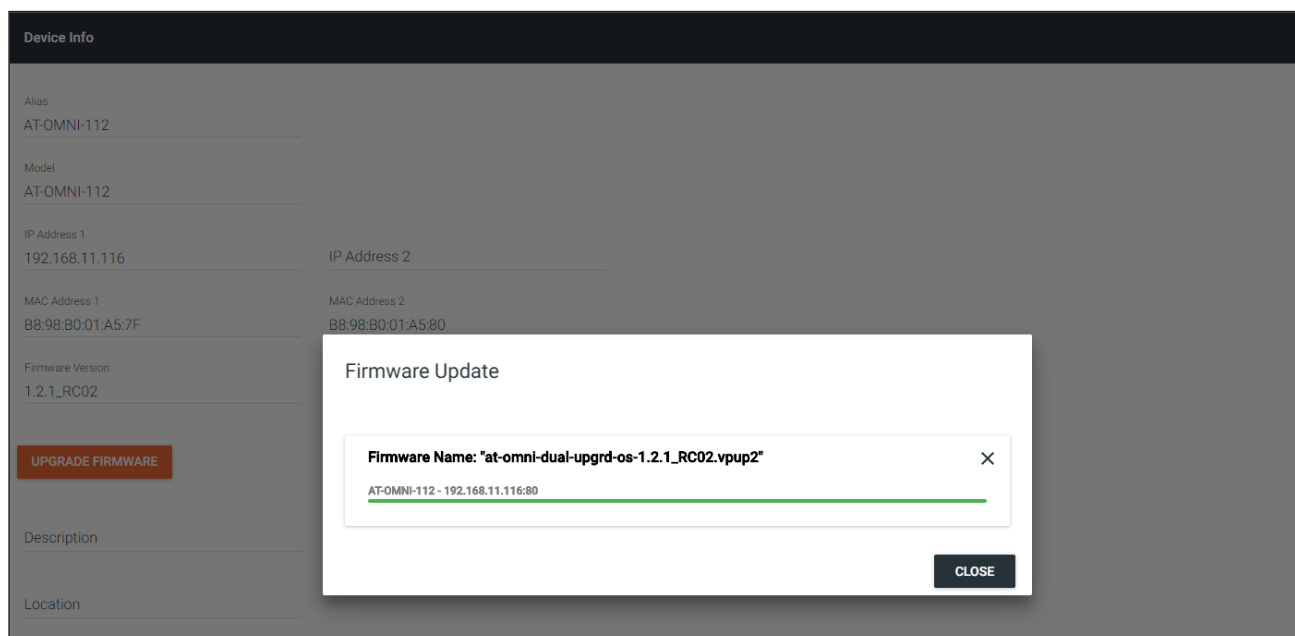 Device Info
Alias
AT-OMNI-112
Model
AT-OMNI-112
IP Address 1
192.168.11.116
IP Address 2
MAC Address 1
B8:98:B0:01:A5:7F
MAC Address 2
B8:98:B0:01:A5:80
Firmware Version
1.2.1_RC02
UPGRADE FIRMWARE
Description
Location
Firmware Update
Firmware Name: "at-omni-dual-upgrd-os-1.2.1_RC02.vpup2"
AT-OMNI-112 - 192.168.11.116:80
CLOSE